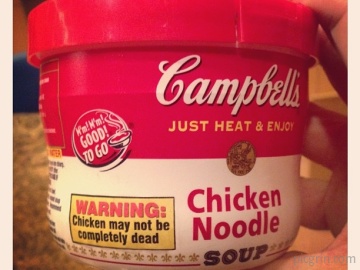 Campbell's
JUST HEAT & ENJOY
M'm! M'm!
GOOD!
TO GO
WARNING:
Chicken may not be
completely dead
Chicken
Noodle
SOUP